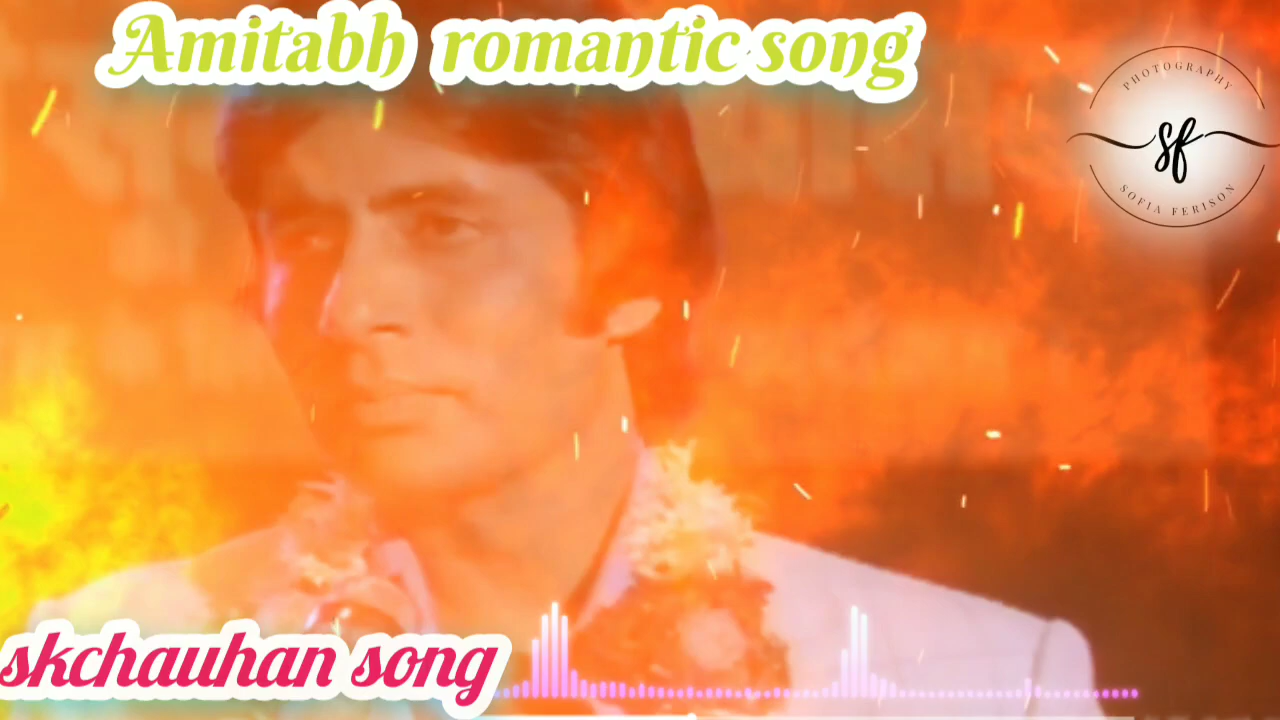 Amitabh romantic song
PHOTOGRAPHY
sf
SOFIA FERISON
skchauhan song